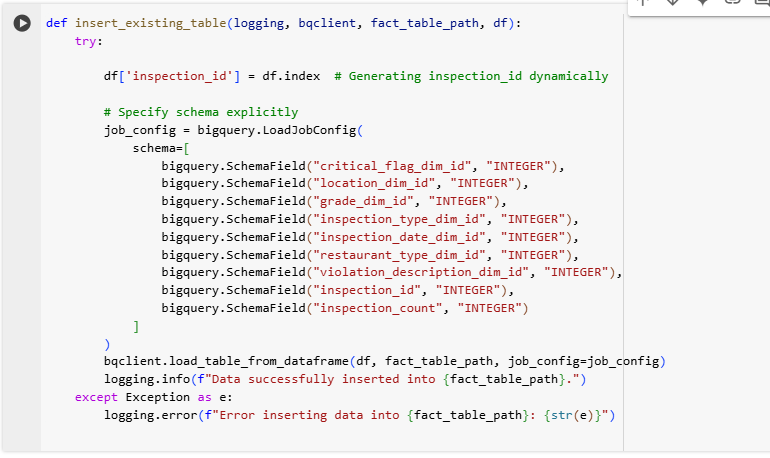 def insert_existing_table(logging, bqclient, fact_table_path, df):
    try:

        df['inspection_id'] = df.index  # Generating inspection_id dynamically

        # Specify schema explicitly
        job_config = bigquery.LoadJobConfig(
            schema=[
                bigquery.SchemaField("critical_flag_dim_id", "INTEGER"),
                bigquery.SchemaField("location_dim_id", "INTEGER"),
                bigquery.SchemaField("grade_dim_id", "INTEGER"),
                bigquery.SchemaField("inspection_type_dim_id", "INTEGER"),
                bigquery.SchemaField("inspection_date_dim_id", "INTEGER"),
                bigquery.SchemaField("restaurant_type_dim_id", "INTEGER"),
                bigquery.SchemaField("violation_description_dim_id", "INTEGER"),
                bigquery.SchemaField("inspection_id", "INTEGER"),
                bigquery.SchemaField("inspection_count", "INTEGER")
            ]
        )
        bqclient.load_table_from_dataframe(df, fact_table_path, job_config=job_config)
        logging.info(f"Data successfully inserted into {fact_table_path}.")
    except Exception as e:
        logging.error(f"Error inserting data into {fact_table_path}: {str(e)}")